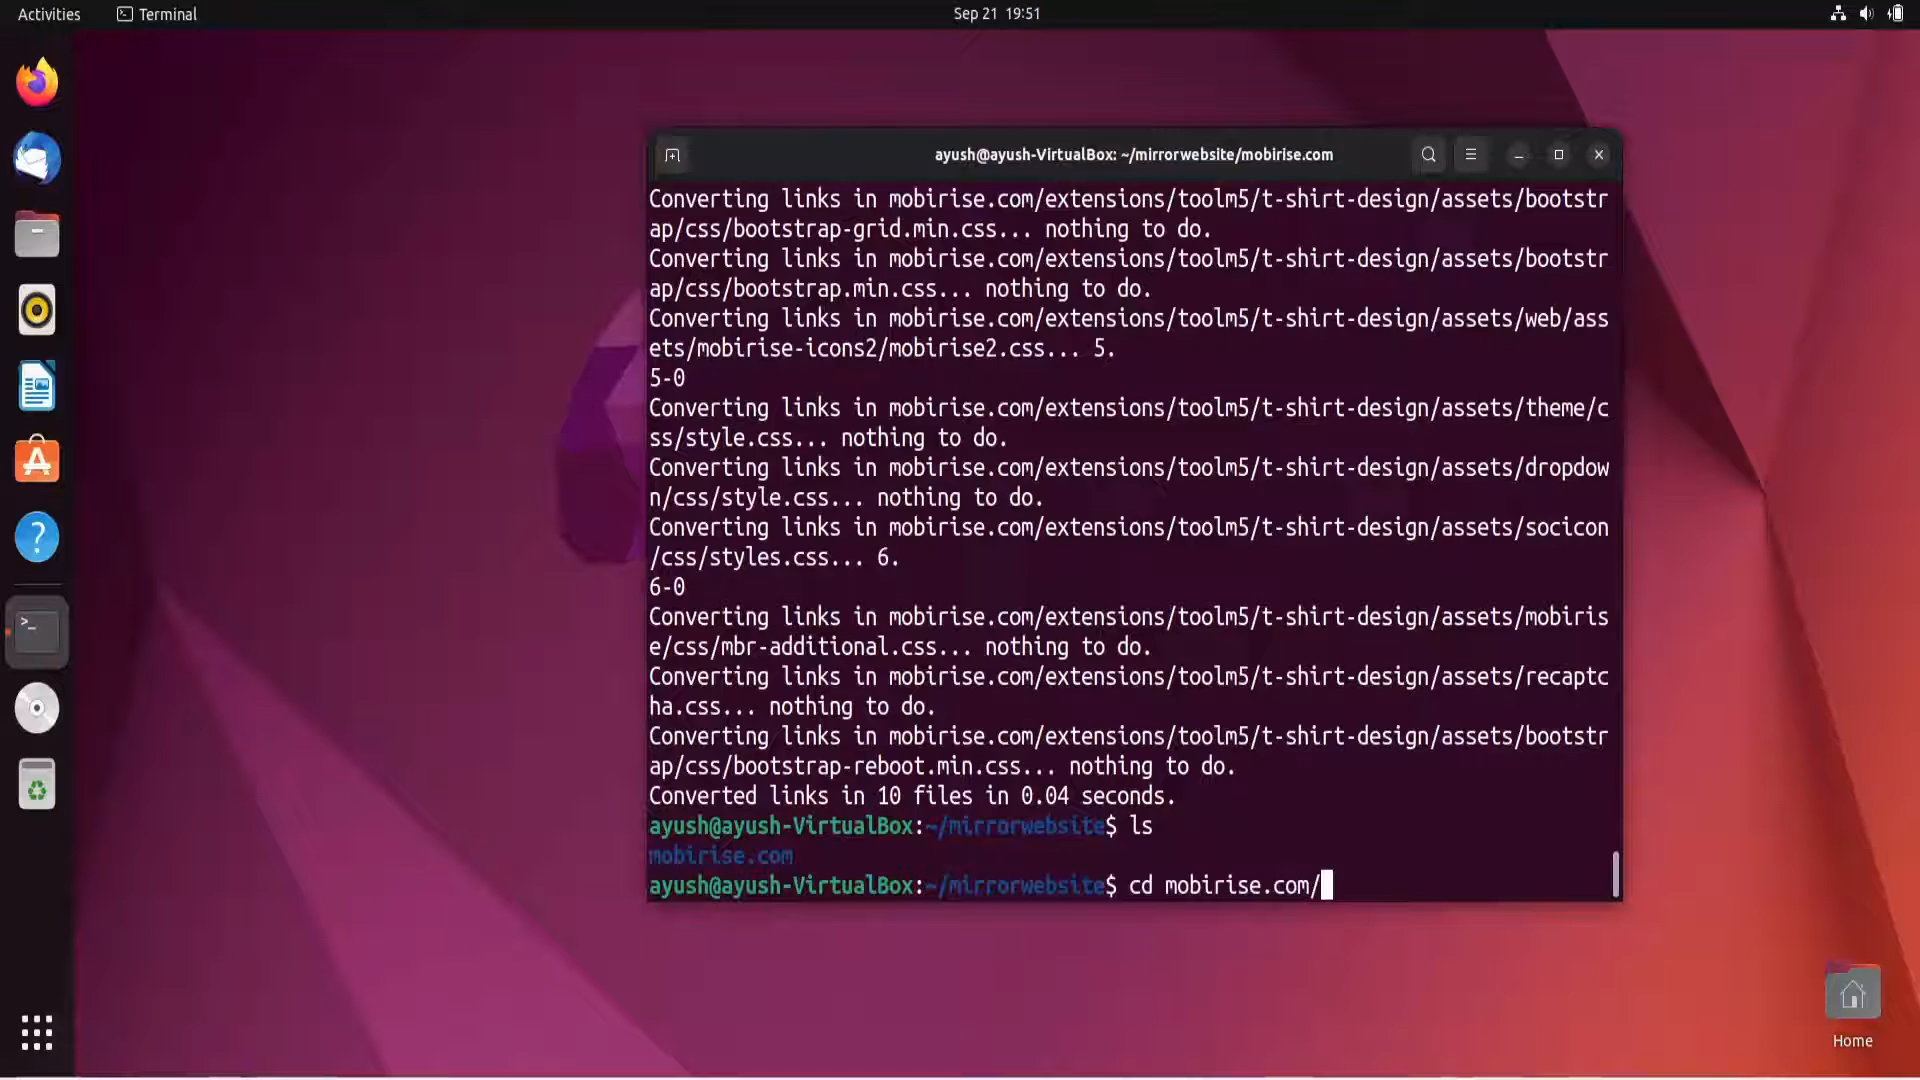 Activities
Terminal
Sep 21 19:51
ayush@ayush-VirtualBox: ~/mirrorwebsite/mobirise.com
Converting links in mobirise.com/extensions/toolm5/t-shirt-design/assets/bootstr
ap/css/bootstrap-grid.min.css... nothing to do.
Converting links in mobirise.com/extensions/toolm5/t-shirt-design/assets/bootstr
ap/css/bootstrap.min.css... nothing to do.
Converting links in mobirise.com/extensions/toolm5/t-shirt-design/assets/web/ass
ets/mobirise-icons2/mobirise2.css... 5.
5-0
Converting links in mobirise.com/extensions/toolm5/t-shirt-design/assets/theme/c
ss/style.css... nothing to do.
Converting links in mobirise.com/extensions/toolm5/t-shirt-design/assets/dropdow
n/css/style.css... nothing to do.
Converting links in mobirise.com/extensions/toolm5/t-shirt-design/assets/socicon
/css/styles.css... 6.
6-0
Converting links in mobirise.com/extensions/toolm5/t-shirt-design/assets/mobiris
e/css/mbr-additional.css... nothing to do.
Converting links in mobirise.com/extensions/toolm5/t-shirt-design/assets/recaptc
ha.css... nothing to do.
Converting links in mobirise.com/extensions/toolm5/t-shirt-design/assets/bootstr
ap/css/bootstrap-reboot.min.css... nothing to do.
Converted links in 10 files in 0.04 seconds.
ayush@ayush-VirtualBox:~/mirrorwebsite$ ls
mobirise.com
ayush@ayush-VirtualBox:~/mirrorwebsite$ cd mobirise.com/
Home